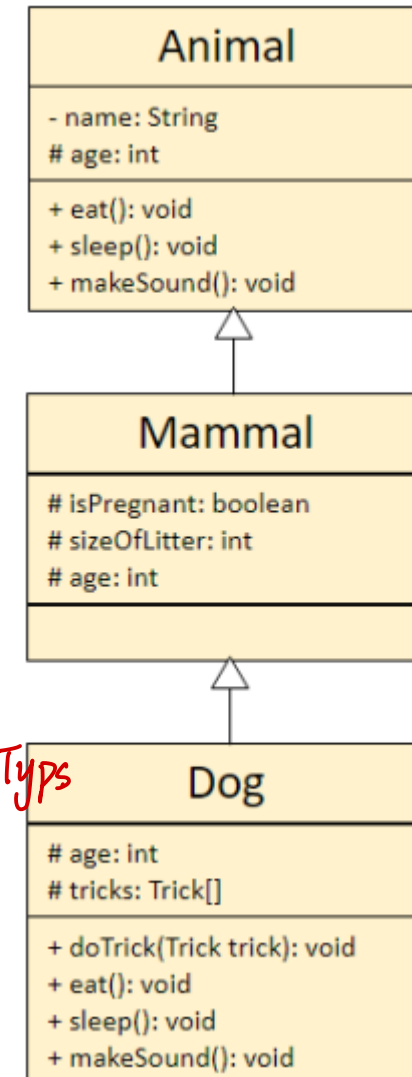 Animal
- name: String
# age: int
+ eat(): void
+ sleep(): void
+ makeSound(): void
Mammal
# isPregnant: boolean
# sizeOfLitter: int
# age: int
Typs
Dog
# age: int
# tricks: Trick[]
+ doTrick(Trick trick): void
+ eat(): void
+ sleep(): void
+ makeSound(): void